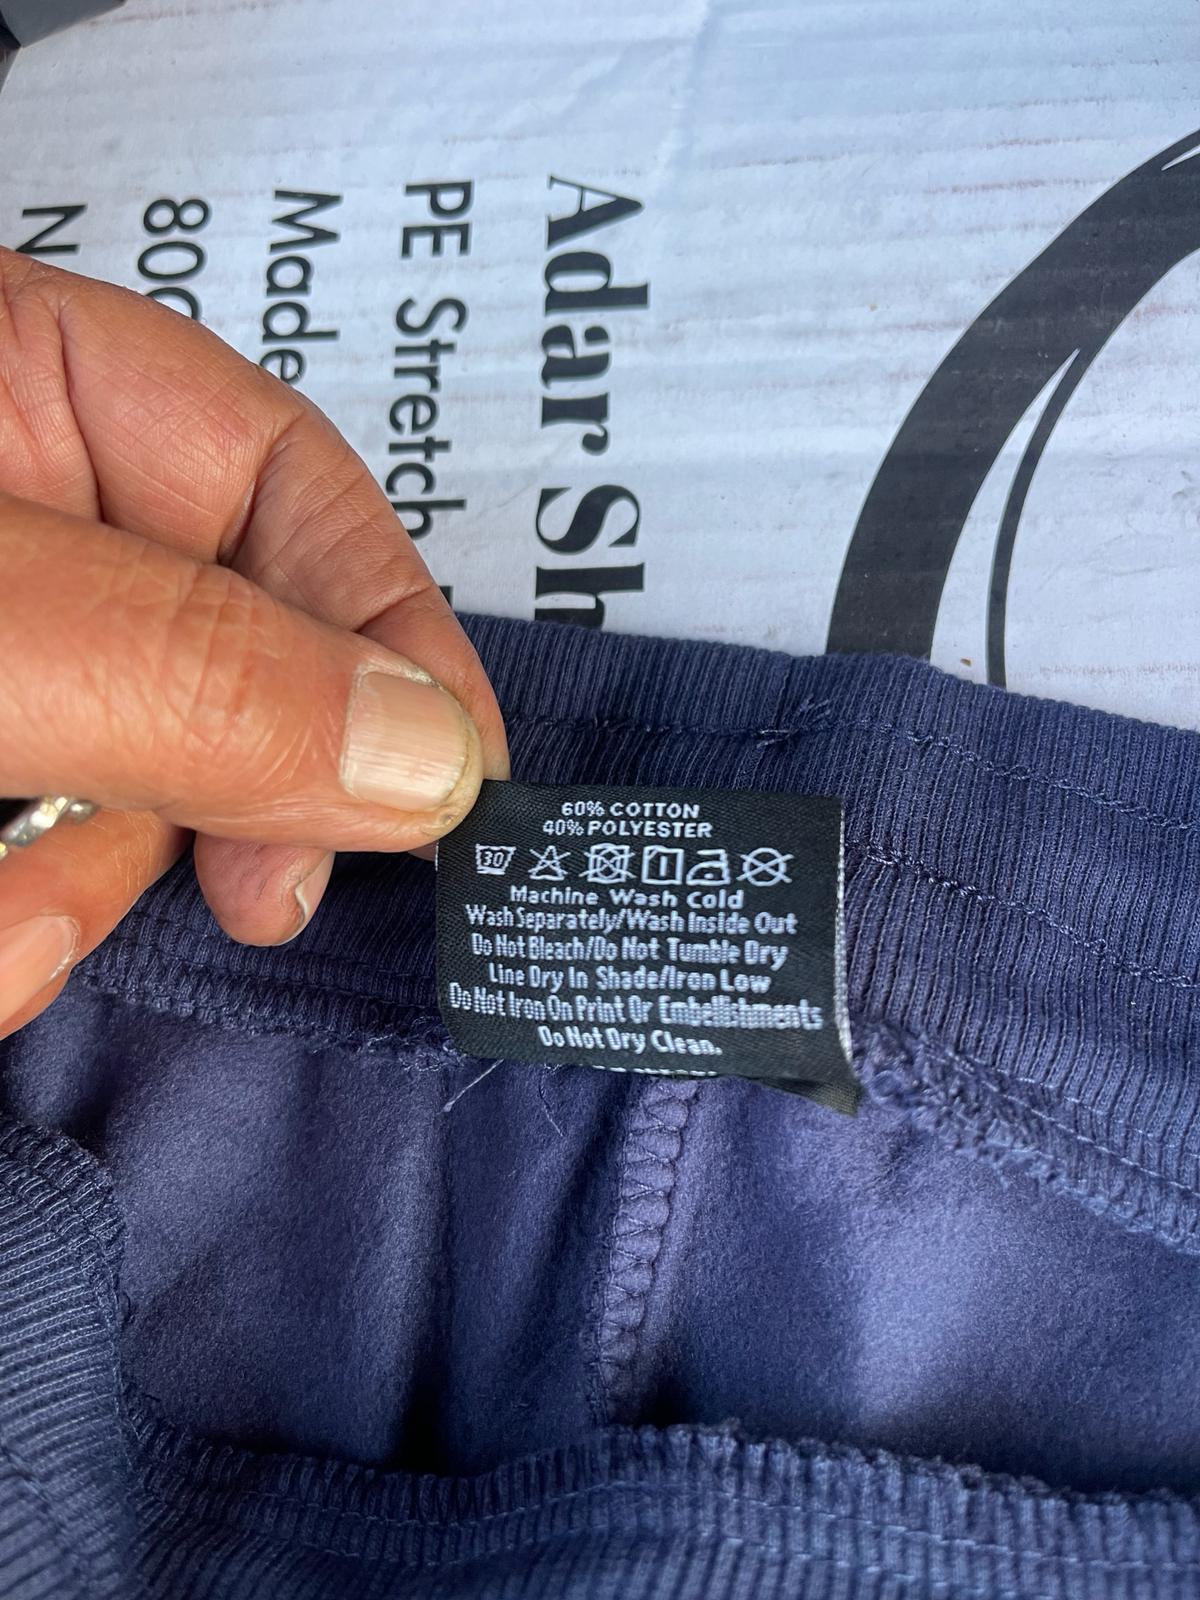 Adar Sh
PE Stretch
Made
80
N
60% COTTON
40% POLYESTER
30
Machine Wash Cold
Wash Separately/Wash Inside Out
Do Not Bleach/Do Not Tumble Dry
Line Dry In Shade/Iron Low
Do Not Iron On Print Or Embellishments
Do Not Dry Clean.